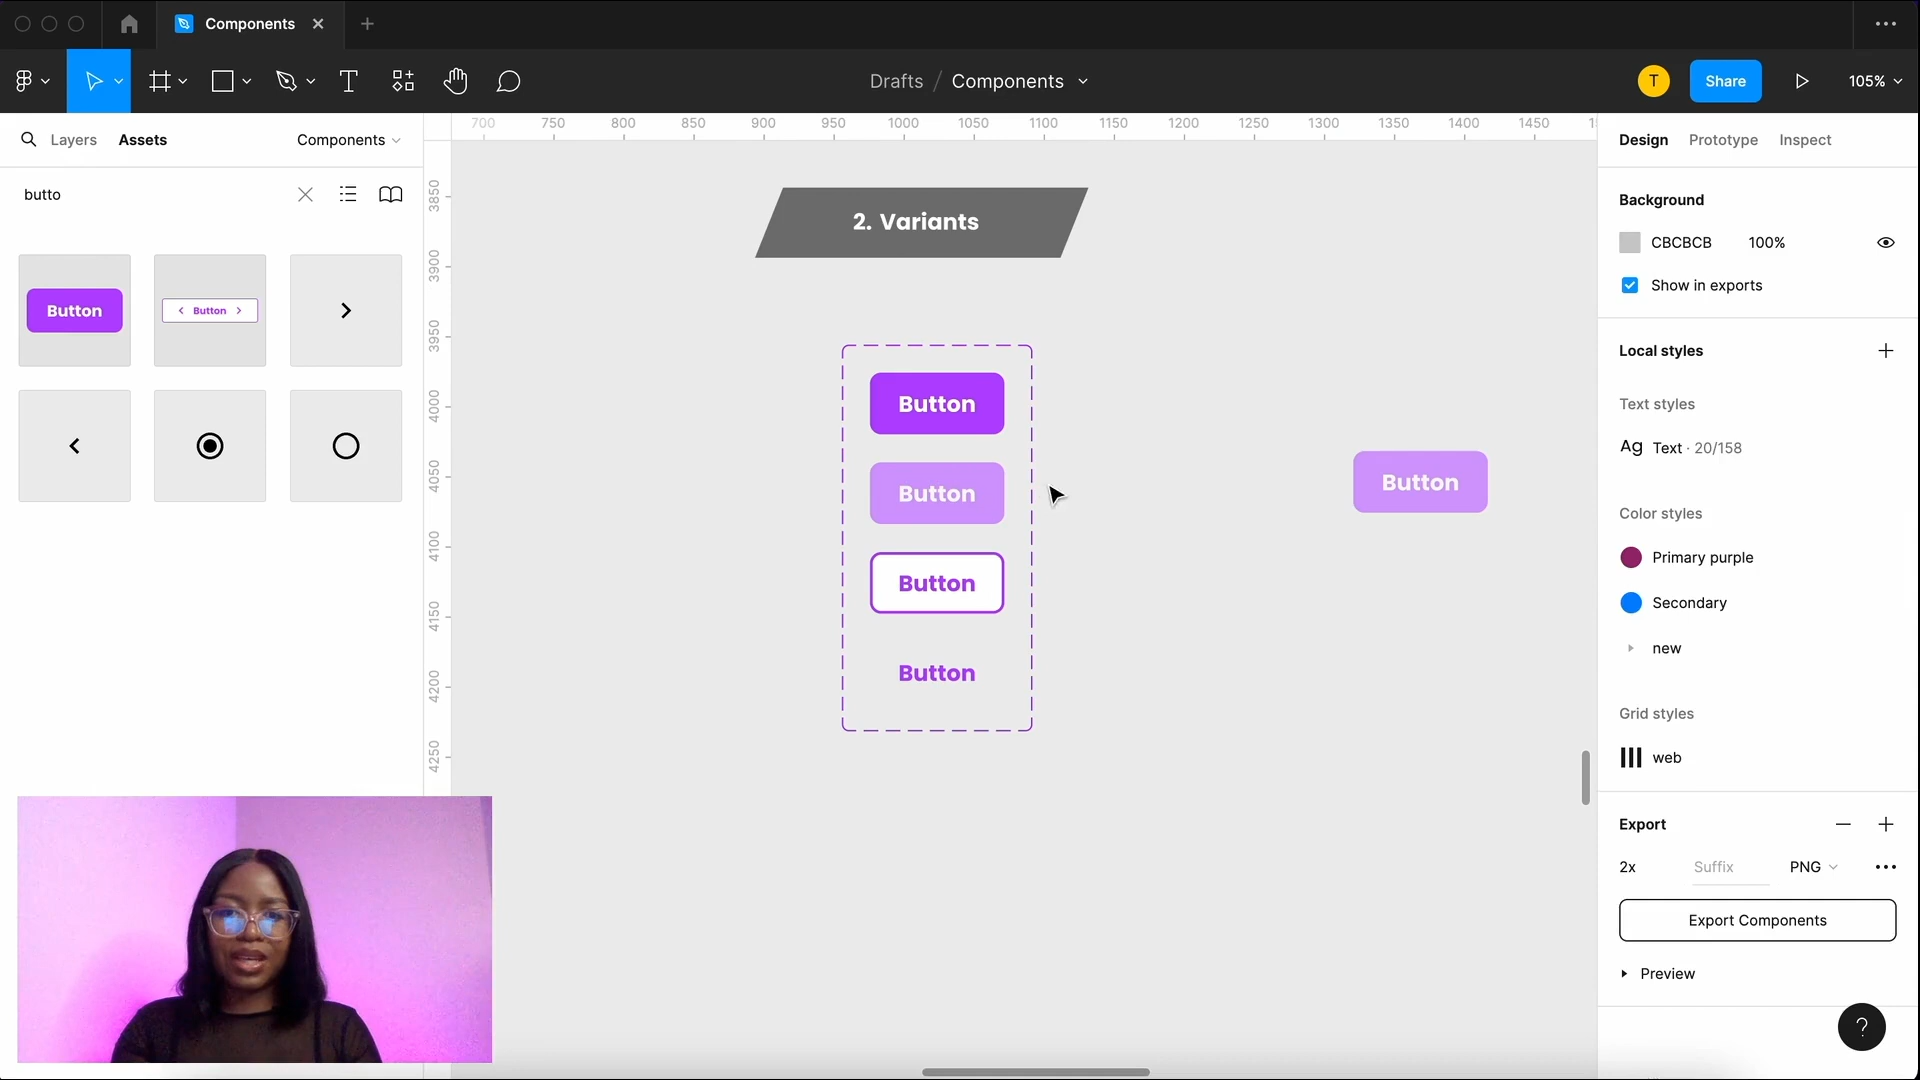 Components
Drafts / Components
T
Share
105%
Layers
Assets
Components
butto
Button
Button
700
750
800
850
900
950
1000
1050
1100
1150
1200
1250
1300
1350
1400
1450
3850
3900
3950
4000
4050
4100
4150
4200
4250
2. Variants
Button
Button
Button
Button
Button
Design
Prototype
Inspect
Background
CBCBCB 100%
Show in exports
Local styles
Text styles
Ag Text · 20/158
Color styles
Primary purple
Secondary
new
Grid styles
web
Export
2x Suffix PNG
Export Components
Preview
?